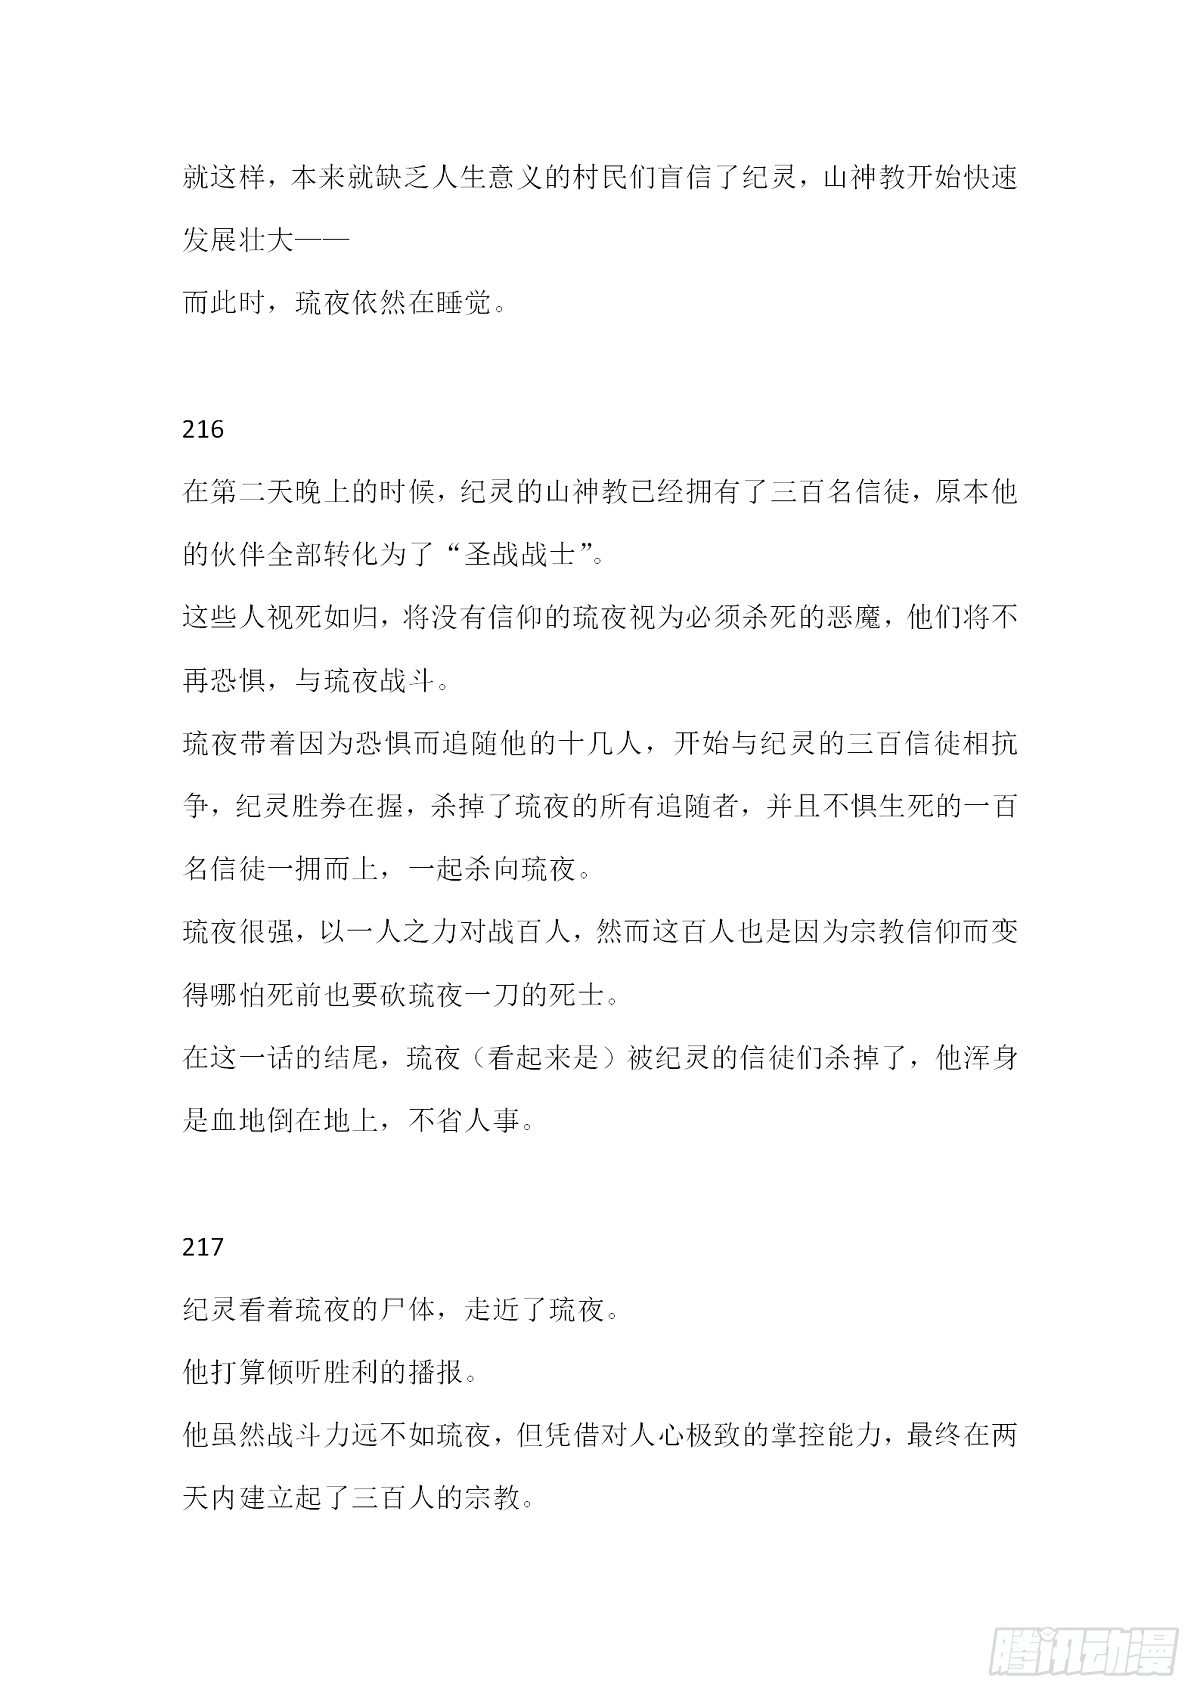 就这样，本来就缺乏人生意义的村民们盲信了纪灵，山神教开始快速
发展壮大——
而此时，琉夜依然在睡觉。
216
在第二天晚上的时候，纪灵的山神教已经拥有了三百名信徒，原本他
的伙伴全部转化为了“圣战战士”。
这些人视死如归，将没有信仰的琉夜视为必须杀死的恶魔，他们将不
再恐惧，与琉夜战斗。
琉夜带着因为恐惧而追随他的十几人，开始与纪灵的三百信徒相抗
争，纪灵胜券在握，杀掉了琉夜的所有追随者，并且不惧生死的一百
名信徒一拥而上，一起杀向琉夜。
琉夜很强，以一人之力对战百人，然而这百人也是因为宗教信仰而变
得哪怕死前也要砍琉夜一刀的死士。
在这一话的结尾，琉夜（看起来是）被纪灵的信徒们杀掉了，他浑身
是血地倒在地上，不省人事。
217
纪灵看着琉夜的尸体，走近了琉夜。
他打算倾听胜利的播报。
他虽然战斗力远不如琉夜，但凭借对人心极致的掌控能力，最终在两
天内建立起了三百人的宗教。
腾讯动漫